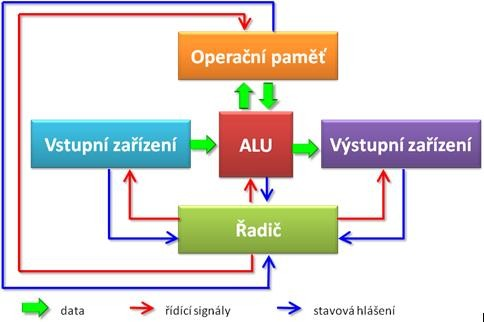 Operační paměť
Vstupní zařízení
ALU
Výstupní zařízení
Řadič
data
řídící signály
stavová hlášení